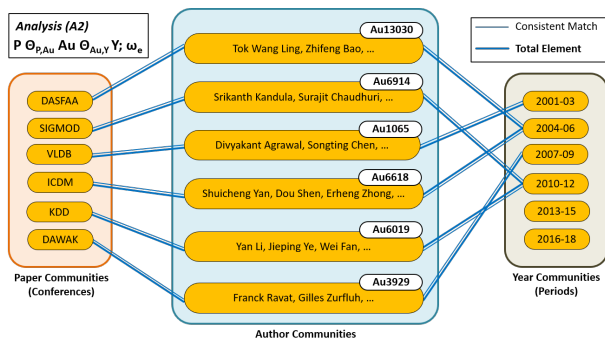 Analysis (A2)
P Θ_P,Au Au Θ_Au,Y Y; ω_e
Consistent Match
Total Element
DASFAA
SIGMOD
VLDB
ICDM
KDD
DAWAK
Paper Communities
(Conferences)
Au13030
Tok Wang Ling, Zhifeng Bao, ...
Au6914
Srikanth Kandula, Surajit Chaudhuri, ...
Au1065
Divyakant Agrawal, Songting Chen, ...
Au6618
Shuicheng Yan, Dou Shen, Erheng Zhong, ...
Au6019
Yan Li, Jieping Ye, Wei Fan, ...
Au3929
Franck Ravat, Gilles Zurfluh, ...
Author Communities
2001-03
2004-06
2007-09
2010-12
2013-15
2016-18
Year Communities
(Periods)